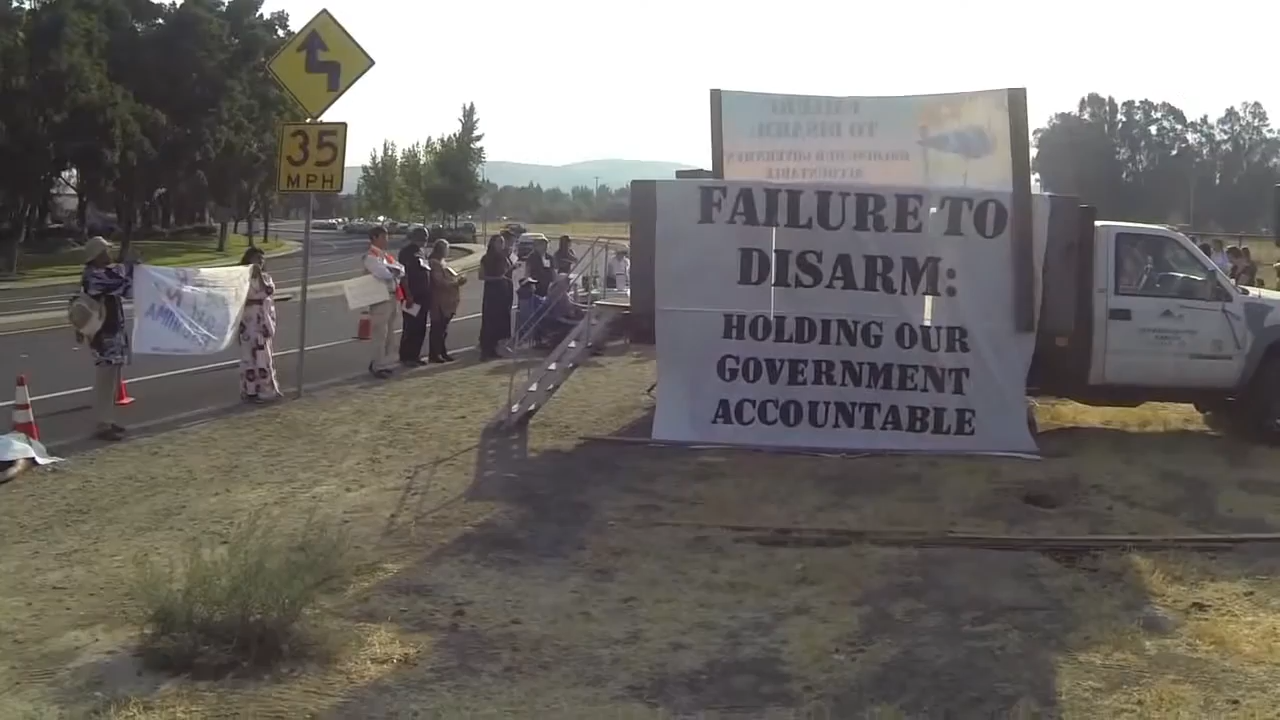 35
MPH
FAILURE TO
DISARM:
HOLDING OUR
GOVERNMENT
ACCOUNTABLE